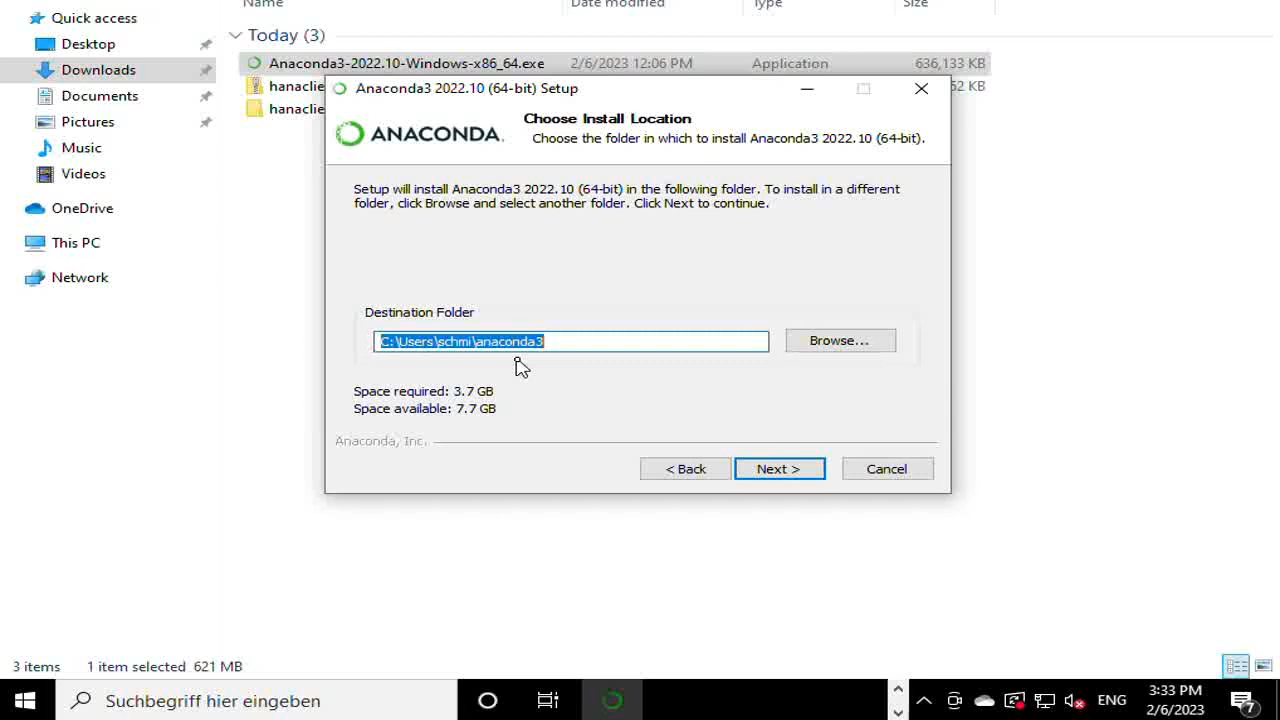 Name Date modified Type Size
Quick access
Today (3)
Desktop
Downloads
Documents
Pictures
Music
Videos
OneDrive
This PC
Network
Anaconda3-2022.10-Windows-x86_64.exe 2/6/2023 12:06 PM Application 636,133 KB
hanaclie 52 KB
hanaclie
Anaconda3 2022.10 (64-bit) Setup
ANACONDA.
Choose Install Location
Choose the folder in which to install Anaconda3 2022.10 (64-bit).
Setup will install Anaconda3 2022.10 (64-bit) in the following folder. To install in a different
folder, click Browse and select another folder. Click Next to continue.
Destination Folder
C:\Users\schmi\anaconda3
Browse...
Space required: 3.7 GB
Space available: 7.7 GB
Anaconda, Inc.
< Back Next > Cancel
3 items 1 item selected 621 MB
Suchbegriff hier eingeben
ENG
3:33 PM
2/6/2023
7